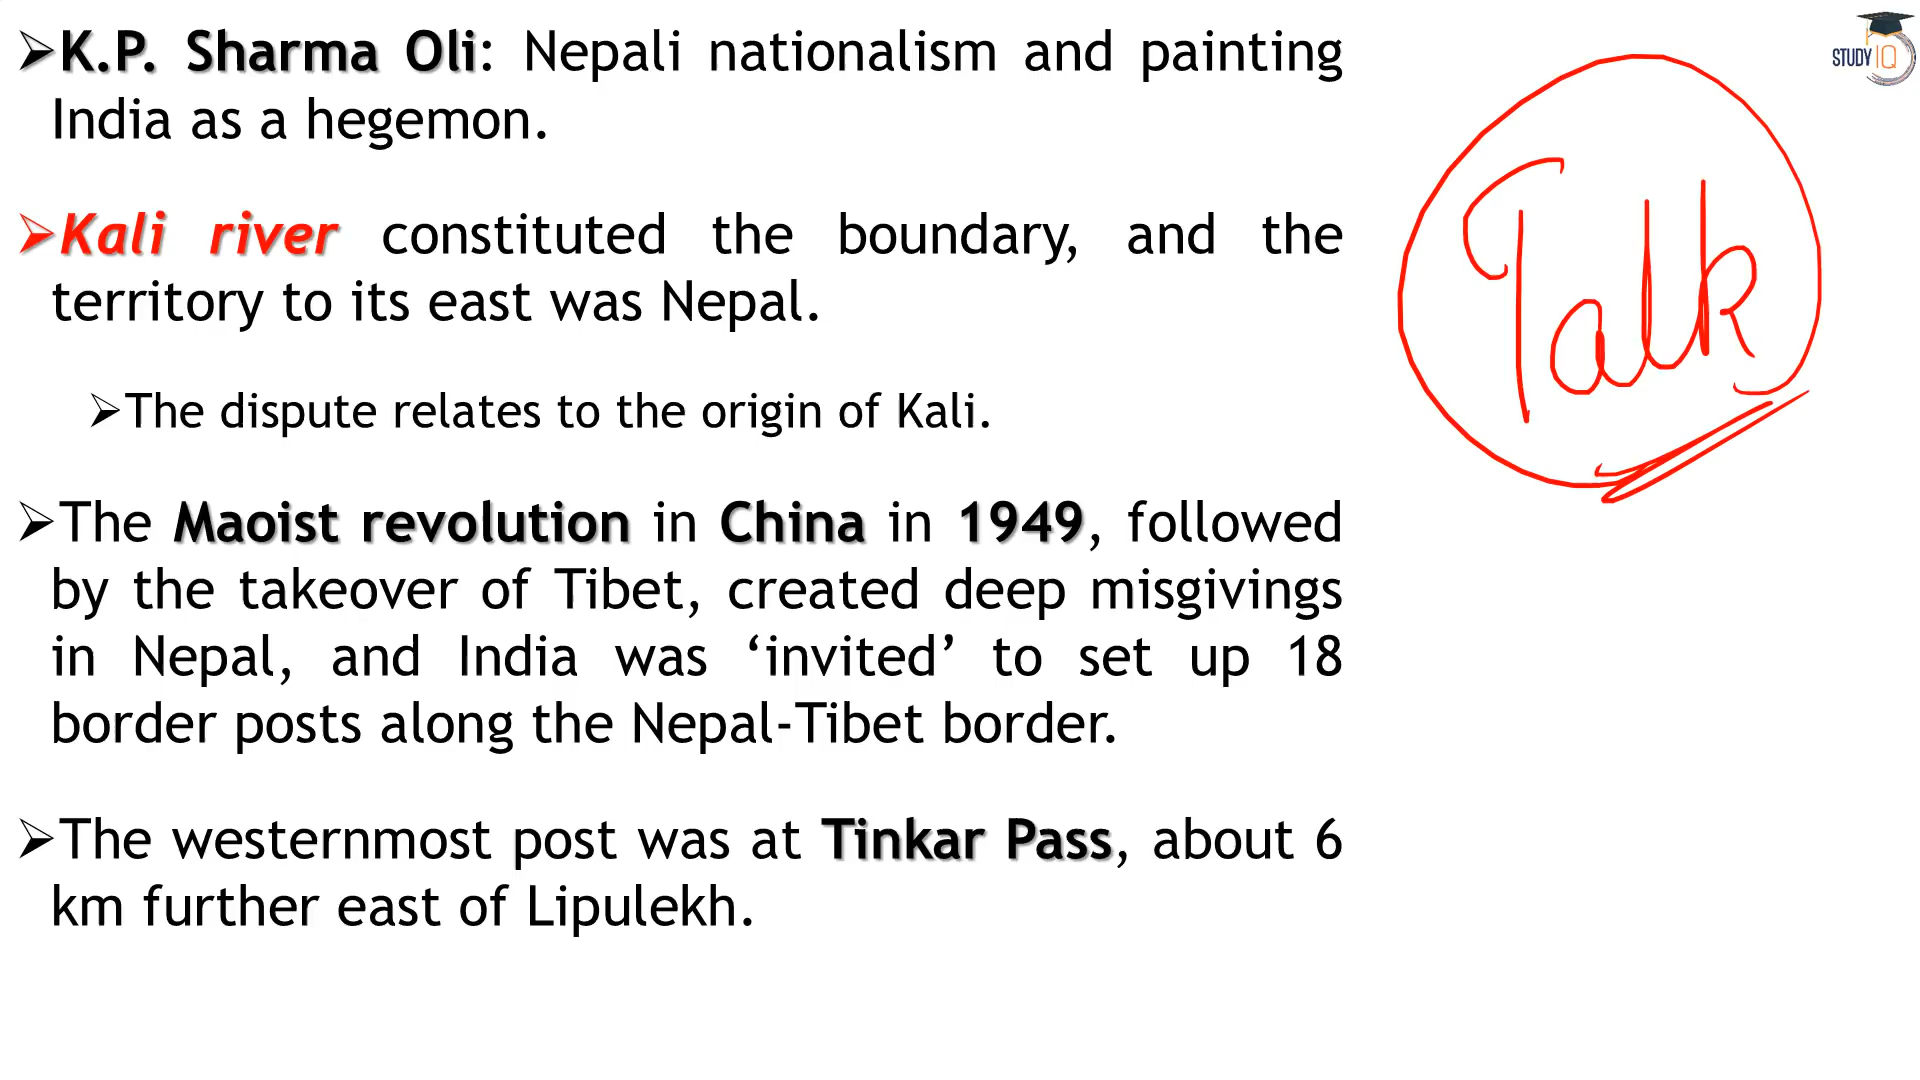 ➢K.P. Sharma Oli: Nepali nationalism and painting
India as a hegemon.
➢Kali river constituted the boundary, and the
territory to its east was Nepal.
➢The dispute relates to the origin of Kali.
➢The Maoist revolution in China in 1949, followed
by the takeover of Tibet, created deep misgivings
in Nepal, and India was ‘invited’ to set up 18
border posts along the Nepal-Tibet border.
➢The westernmost post was at Tinkar Pass, about 6
km further east of Lipulekh.
Talk
STUDY IQ